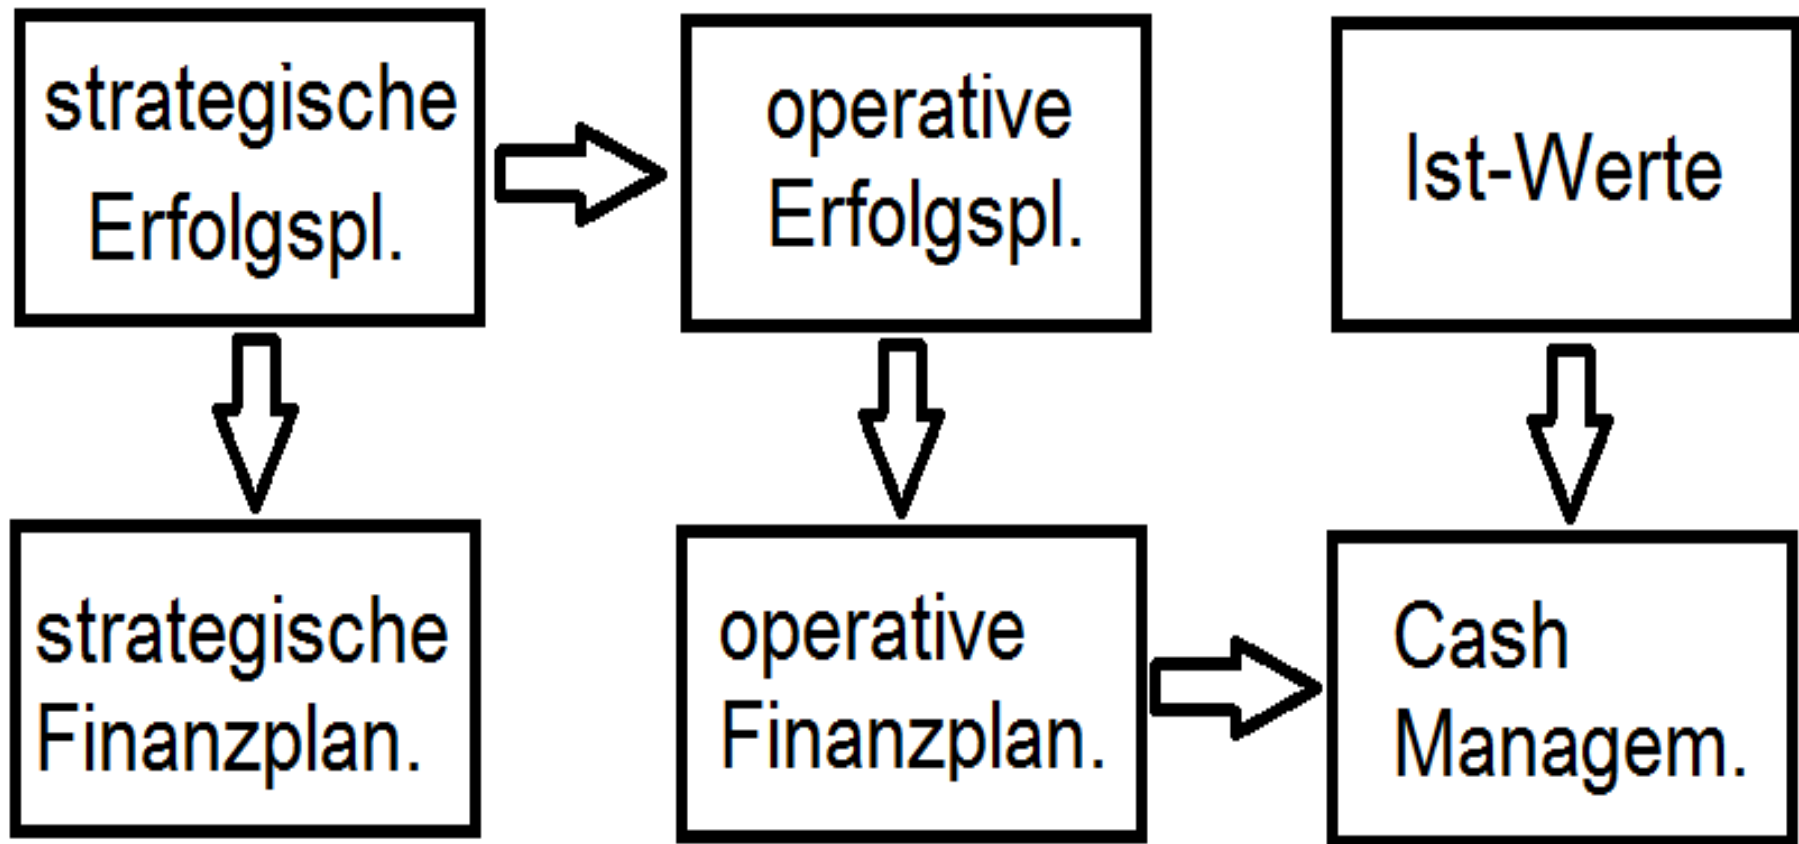 strategische
Erfolgspl.
operative
Erfolgspl.
Ist-Werte
strategische
Finanzplan.
operative
Finanzplan.
Cash
Managem.